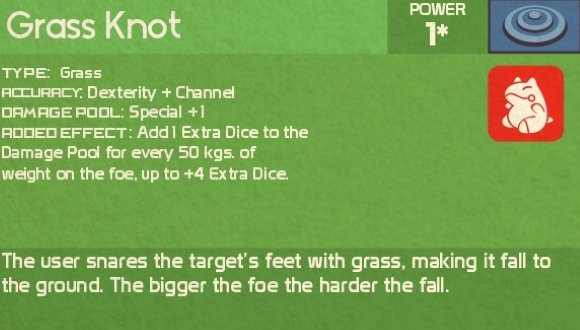 Grass Knot
POWER
1*
TYPE: Grass
ACCURACY: Dexterity + Channel
DAMAGE POOL: Special +1
ADDED EFFECT: Add 1 Extra Dice to the
Damage Pool for every 50 kgs. of
weight on the foe, up to +4 Extra Dice.
The user snares the target's feet with grass, making it fall to
the ground. The bigger the foe the harder the fall.